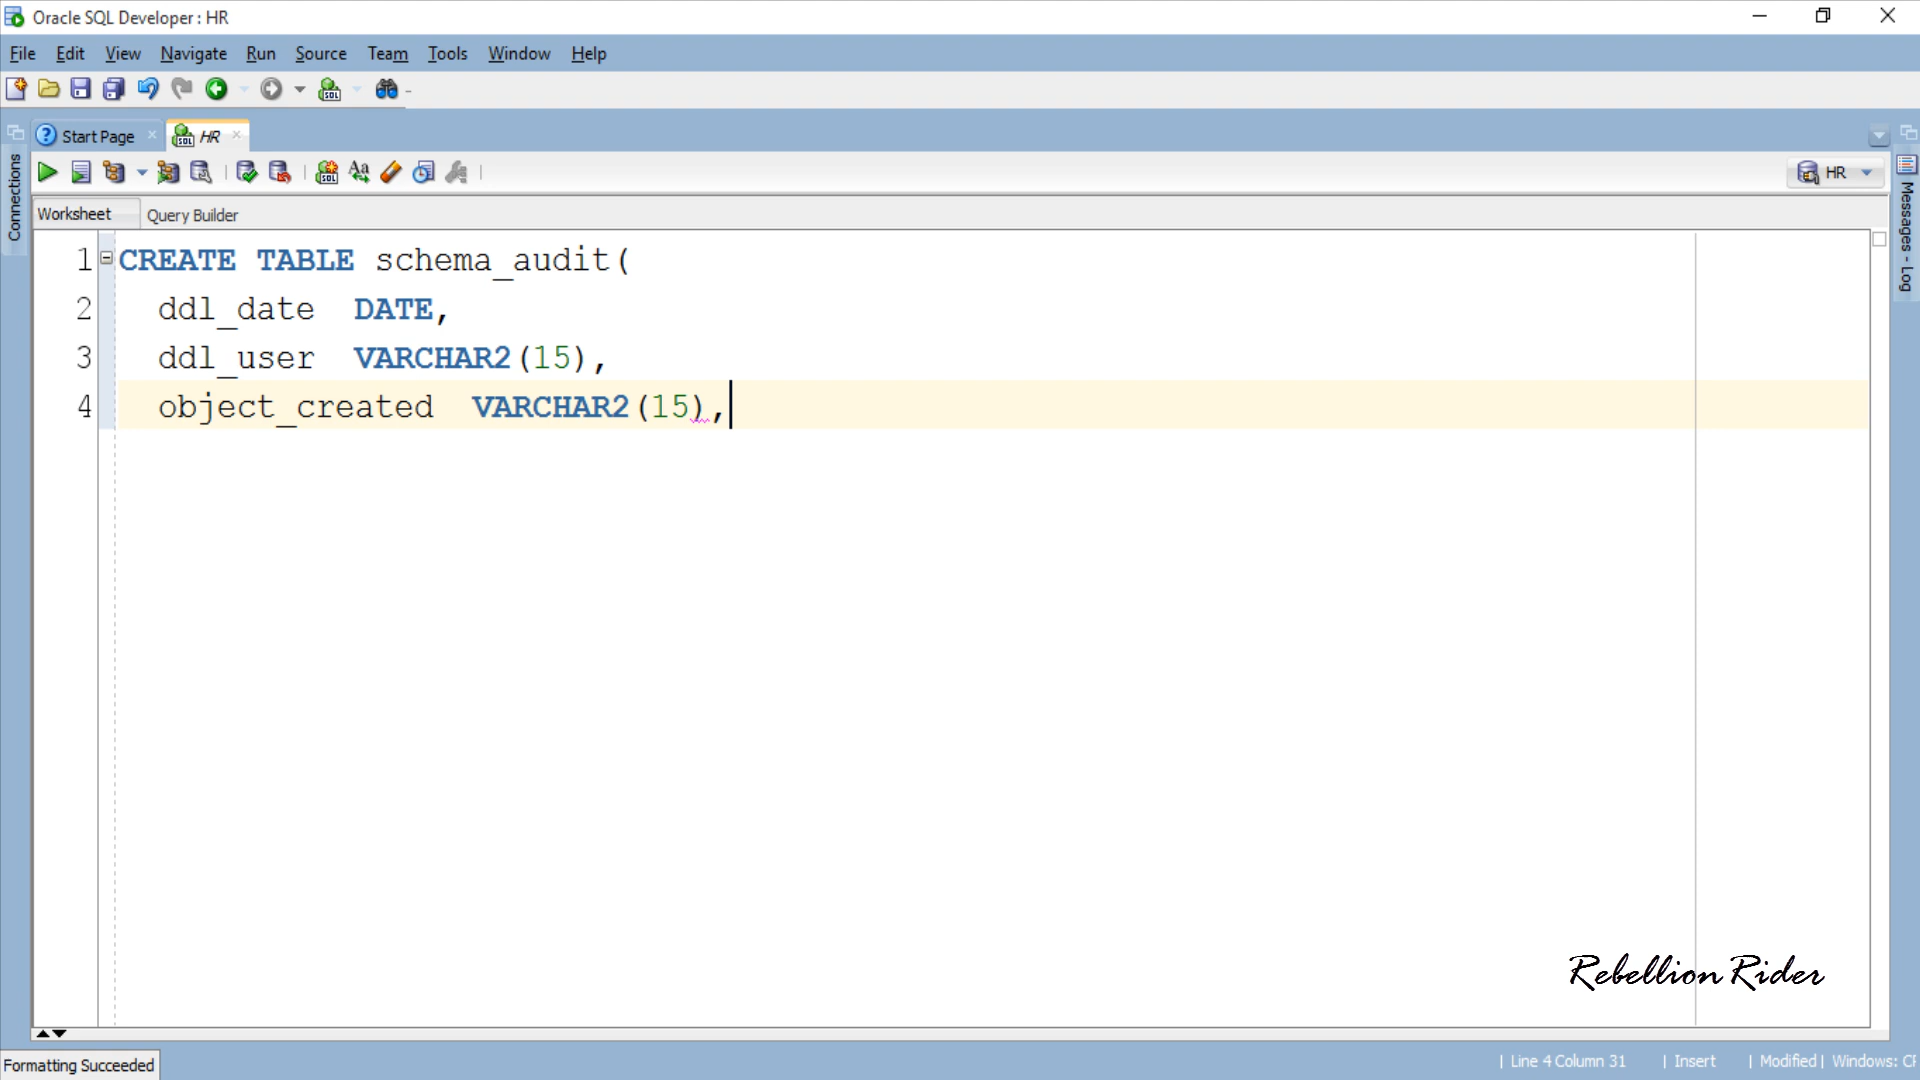 Oracle SQL Developer : HR
File Edit View Navigate Run Source Team Tools Window Help
Start Page HR
HR
Connections
Messages - Log
Worksheet Query Builder
1 CREATE TABLE schema_audit(
2 ddl_date DATE,
3 ddl_user VARCHAR2(15),
4 object_created VARCHAR2(15),
Rebellion Rider
Formatting Succeeded
| Line 4 Column 31 | Insert | Modified | Windows: